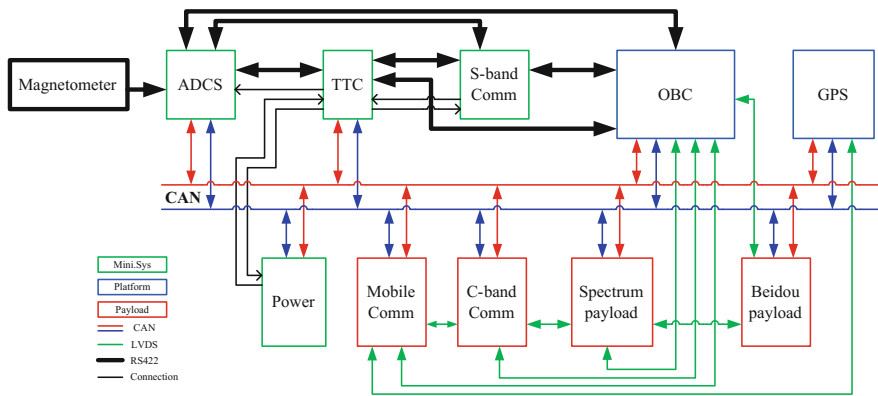 Magnetometer
ADCS
TTC
S-band
Comm
OBC
GPS
CAN
Mini.Sys
Platform
Payload
CAN
LVDS
RS422
Connection
Power
Mobile
Comm
C-band
Comm
Spectrum
payload
Beidou
payload